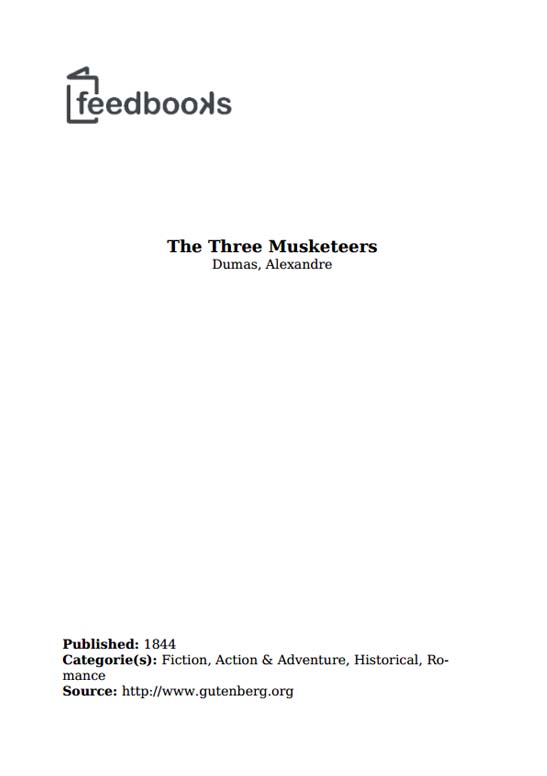 feedbooks
The Three Musketeers
Dumas, Alexandre
Published: 1844
Categorie(s): Fiction, Action & Adventure, Historical, Ro-
mance
Source: http://www.gutenberg.org